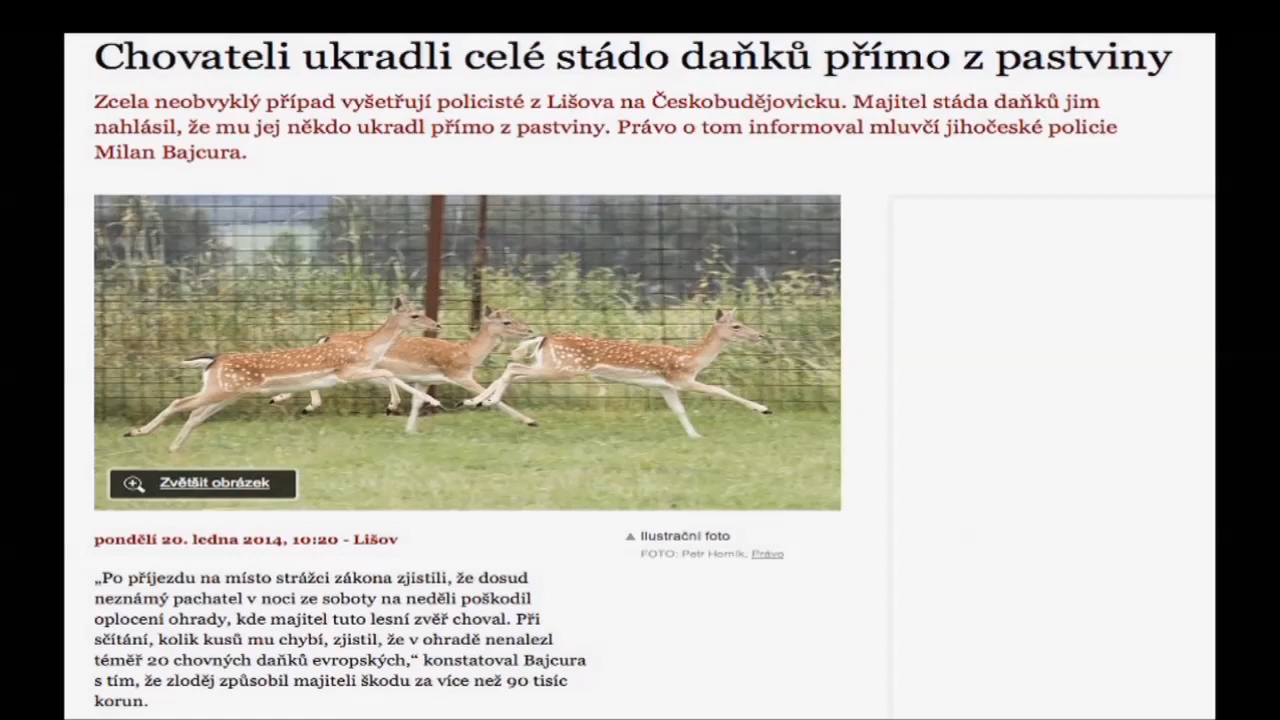 Chovateli ukradli celé stádo daňků přímo z pastviny
Zcela neobvyklý případ vyšetřují policisté z Lišova na Českobudějovicku. Majitel stáda daňků jim
nahlásil, že mu jej někdo ukradl přímo z pastviny. Právo o tom informoval mluvčí jihočeské policie
Milan Bajcura.
Zvětšit obrázek
pondělí 20. ledna 2014, 10:20 - Lišov
▲ Ilustrační foto
FOTO: Petr Horník, Právo
„Po příjezdu na místo strážci zákona zjistili, že dosud
neznámý pachatel v noci ze soboty na neděli poškodil
oplocení ohrady, kde majitel tuto lesní zvěř choval. Při
sčítání, kolik kusů mu chybí, zjistil, že v ohradě nenalezl
téměř 20 chovných daňků evropských,“ konstatoval Bajcura
s tím, že zloděj způsobil majiteli škodu za více než 90 tisíc
korun.